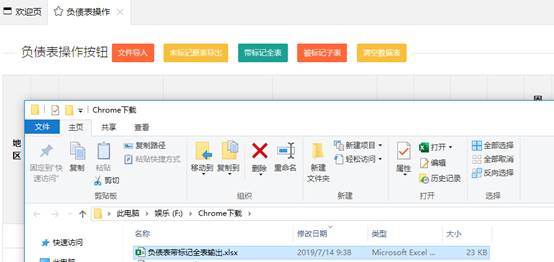 欢迎页 负债表操作
负债表操作按钮 文件导入 未标记新表导出 带标记全表 被标记子表 清空数据表
Chrome下载
文件 主页 共享 查看
地区
固定到"快速访问" 复制 粘贴 复制路径 粘贴快捷方式 剪切 移动到 复制到 删除 重命名 新建文件夹 新建项目 轻松访问 属性 打开 编辑 历史记录 全部选择 全部取消 反向选择
剪贴板 组织 新建 打开 选择
此电脑 娱乐 (F:) Chrome下载
名称 修改日期 类型 大小
快速访问 负债表带标记全表输出.xlsx 2019/7/14 9:38 Microsoft Excel ... 23 KB
此电脑